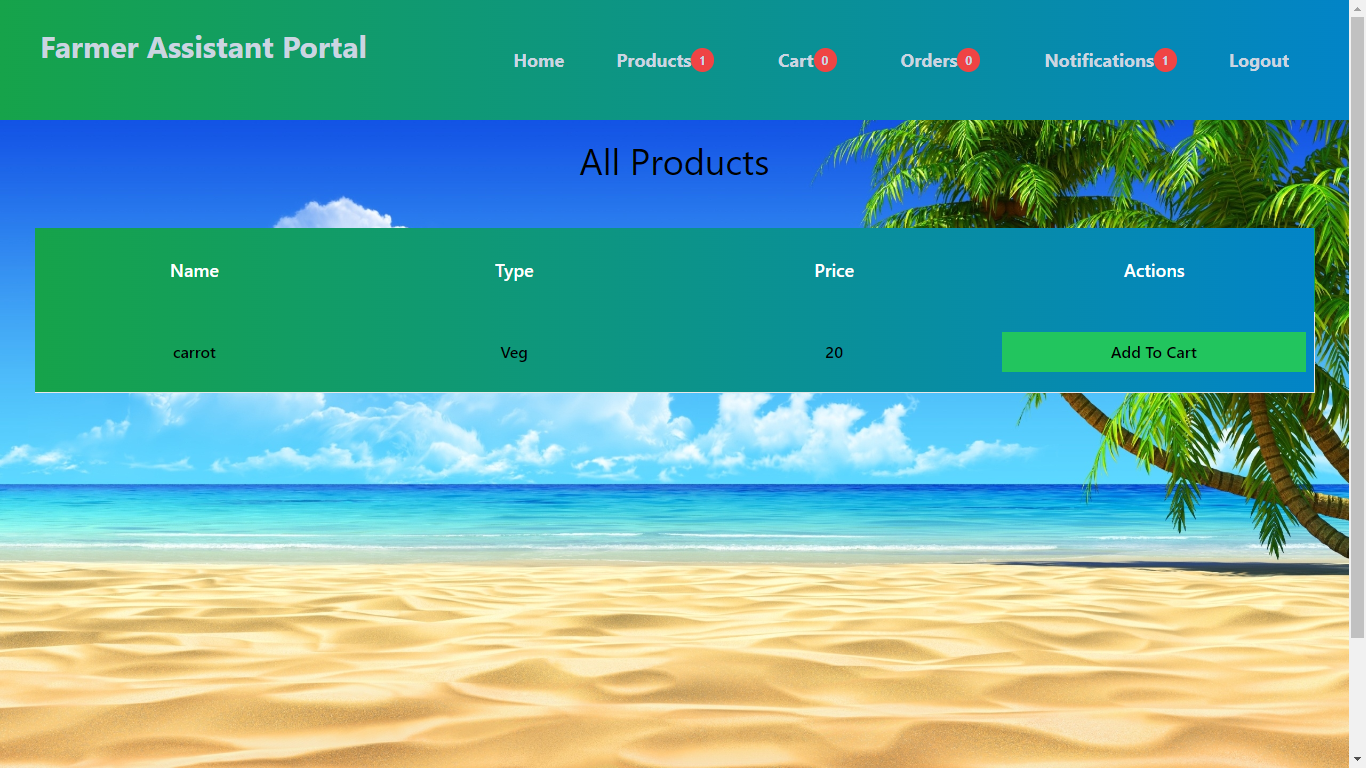 Farmer Assistant Portal
Home Products 1 Cart 0 Orders 0 Notifications 1 Logout
All Products
Name Type Price Actions
carrot Veg 20 Add To Cart